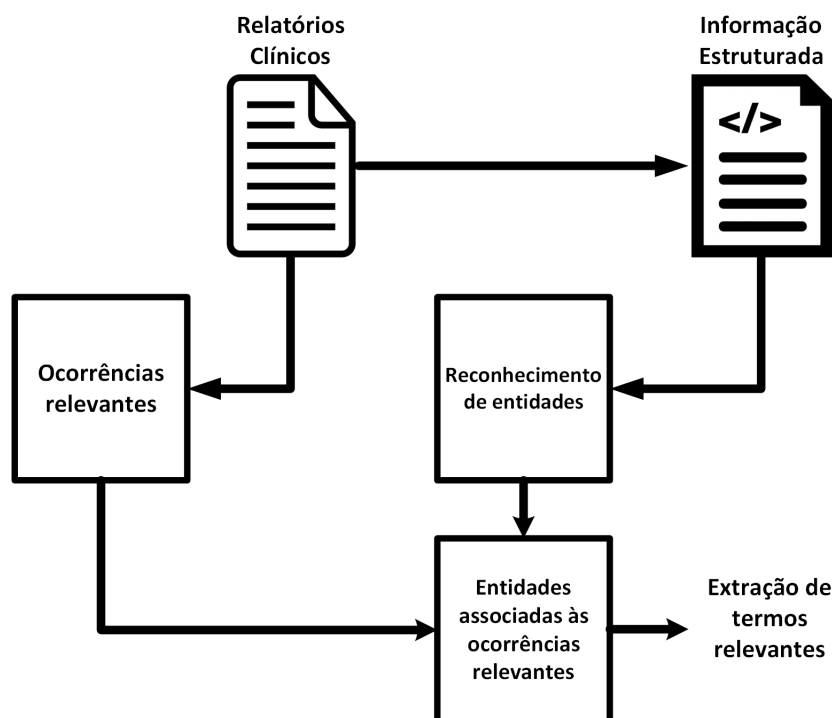 Relatórios
Clínicos
Informação
Estruturada
</>
Ocorrências
relevantes
Reconhecimento
de entidades
Entidades
associadas às
ocorrências
relevantes
Extração de
termos
relevantes